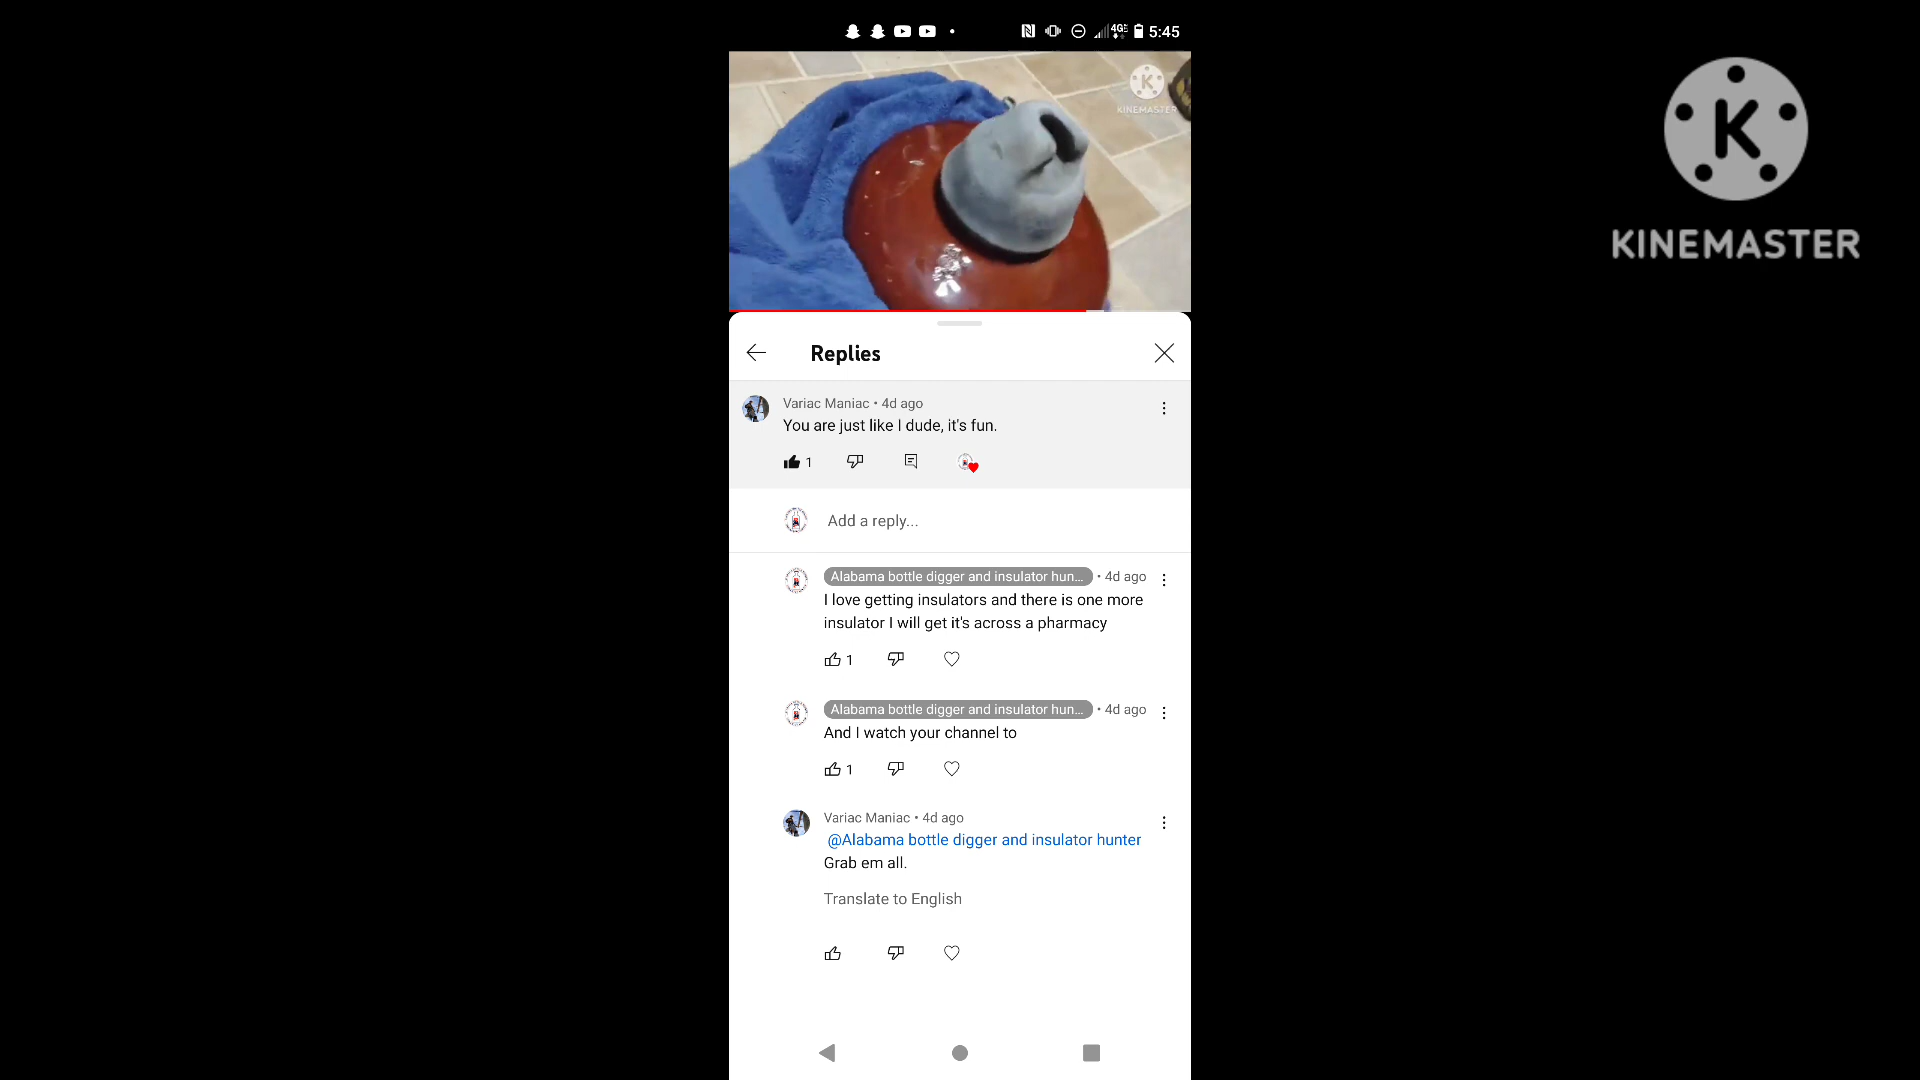 4GE 5:45
K
KINEMASTER
K
KINEMASTER
Replies
Variac Maniac • 4d ago
You are just like I dude, it's fun.
1
Add a reply...
Alabama bottle digger and insulator hun... • 4d ago
I love getting insulators and there is one more
insulator I will get it's across a pharmacy
1
Alabama bottle digger and insulator hun... • 4d ago
And I watch your channel to
1
Variac Maniac • 4d ago
@Alabama bottle digger and insulator hunter
Grab em all.
Translate to English